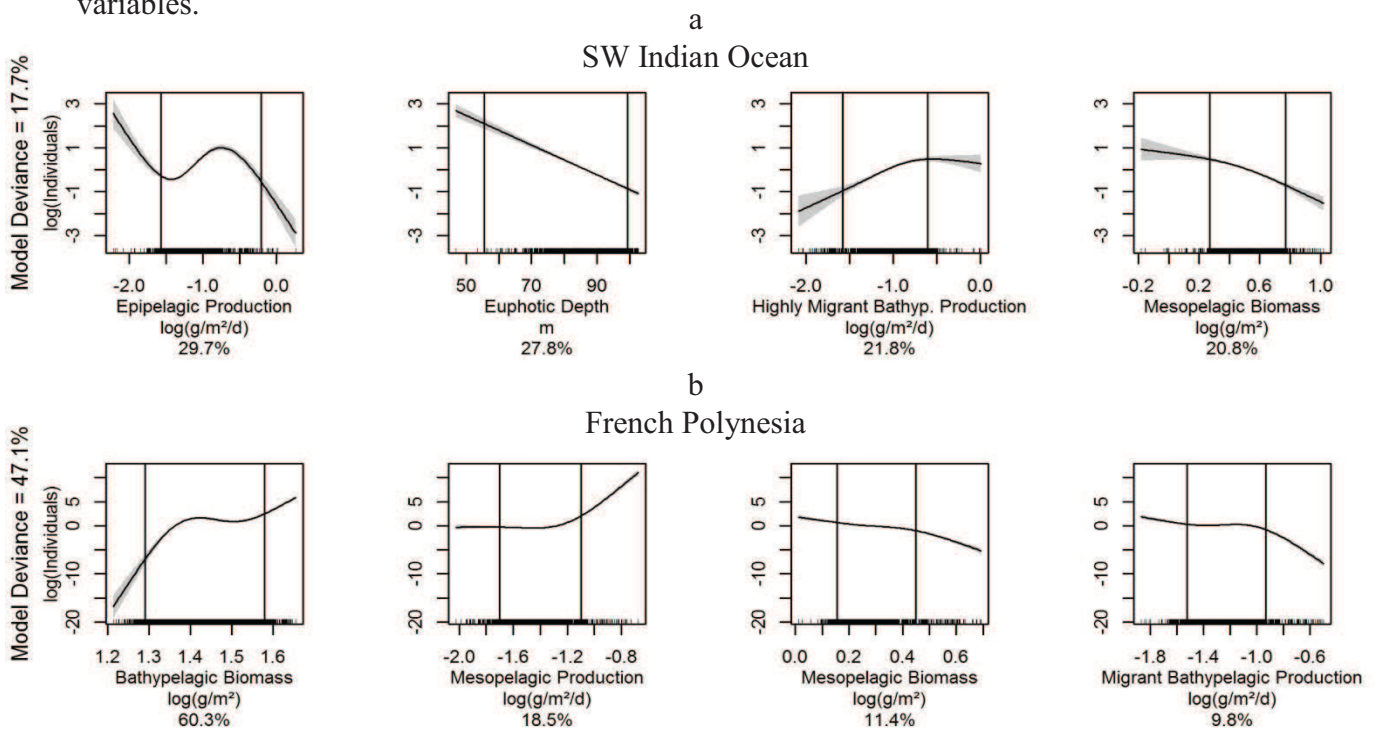 variables.
a
SW Indian Ocean
Model Deviance = 17.7%
log(Individuals)
3
1
-1
-3
-2.0 -1.0 0.0
Epipelagic Production
log(g/m²/d)
29.7%
3
1
-1
-3
50 70 90
Euphotic Depth
m
27.8%
3
1
-1
-3
-2.0 -1.5 -1.0 -0.5 0.0
Highly Migrant Bathyp. Production
log(g/m²/d)
21.8%
3
1
-1
-3
-0.2 0.2 0.6 1.0
Mesopelagic Biomass
log(g/m²)
20.8%
b
French Polynesia
Model Deviance = 47.1%
log(Individuals)
5
0
-10
-20
1.2 1.3 1.4 1.5 1.6
Bathypelagic Biomass
log(g/m²)
60.3%
5
0
-10
-20
-2.0 -1.6 -1.2 -0.8
Mesopelagic Production
log(g/m²/d)
18.5%
5
0
-10
-20
0.0 0.2 0.4 0.6
Mesopelagic Biomass
log(g/m²)
11.4%
5
0
-10
-20
-1.8 -1.4 -1.0 -0.6
Migrant Bathypelagic Production
log(g/m²/d)
9.8%